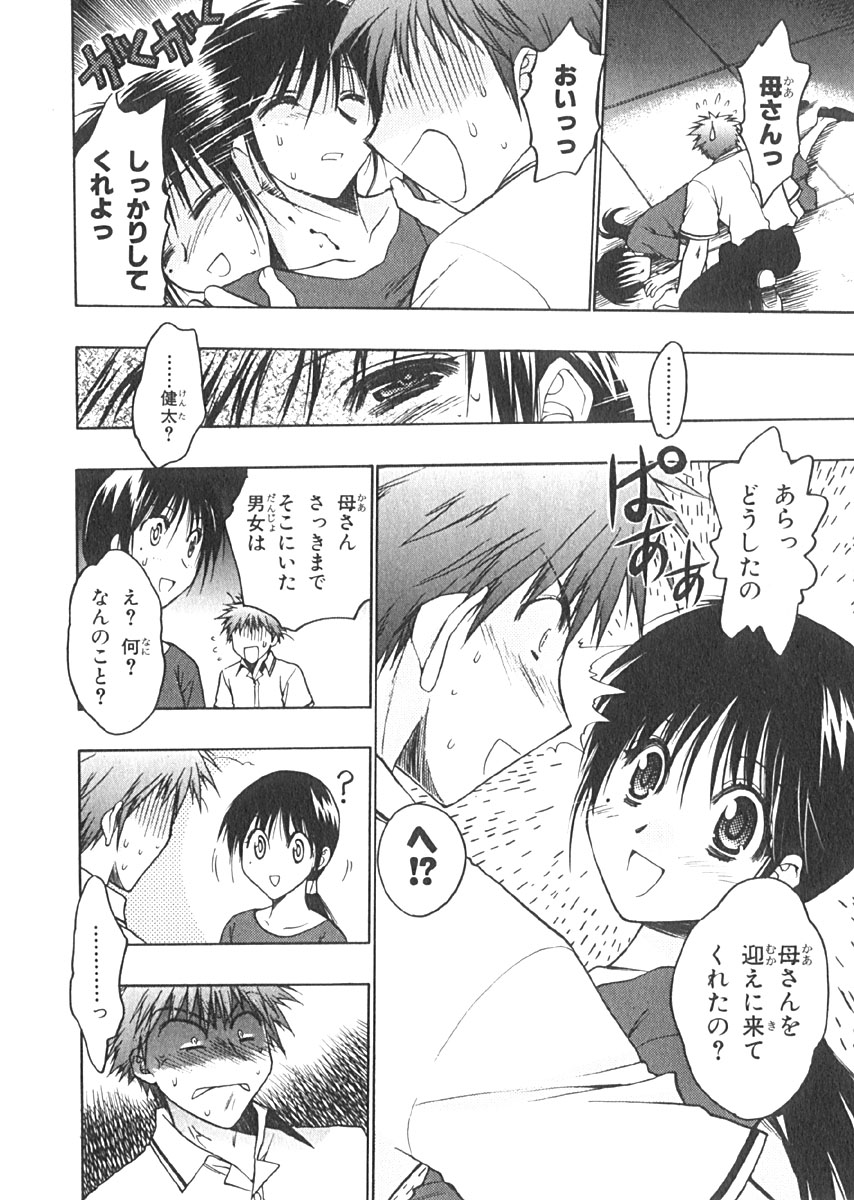 母さんっ
おいっっ
がくがく
しっかりして
くれよっ
………
……健太？
あらっ
どうしたの
ぱあぁ
へ!?
母さんを
迎えに来て
くれたの？
母さん
さっきまで
そこにいた
男女は
え？何？
なんのこと？
？
…………っ